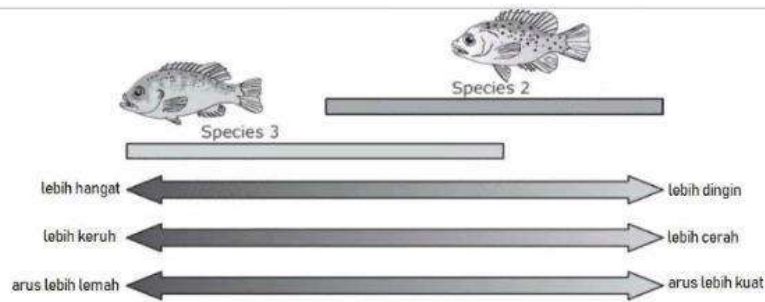 Species 2
Species 3
lebih hangat
lebih dingin
lebih keruh
lebih cerah
arus lebih lemah
arus lebih kuat